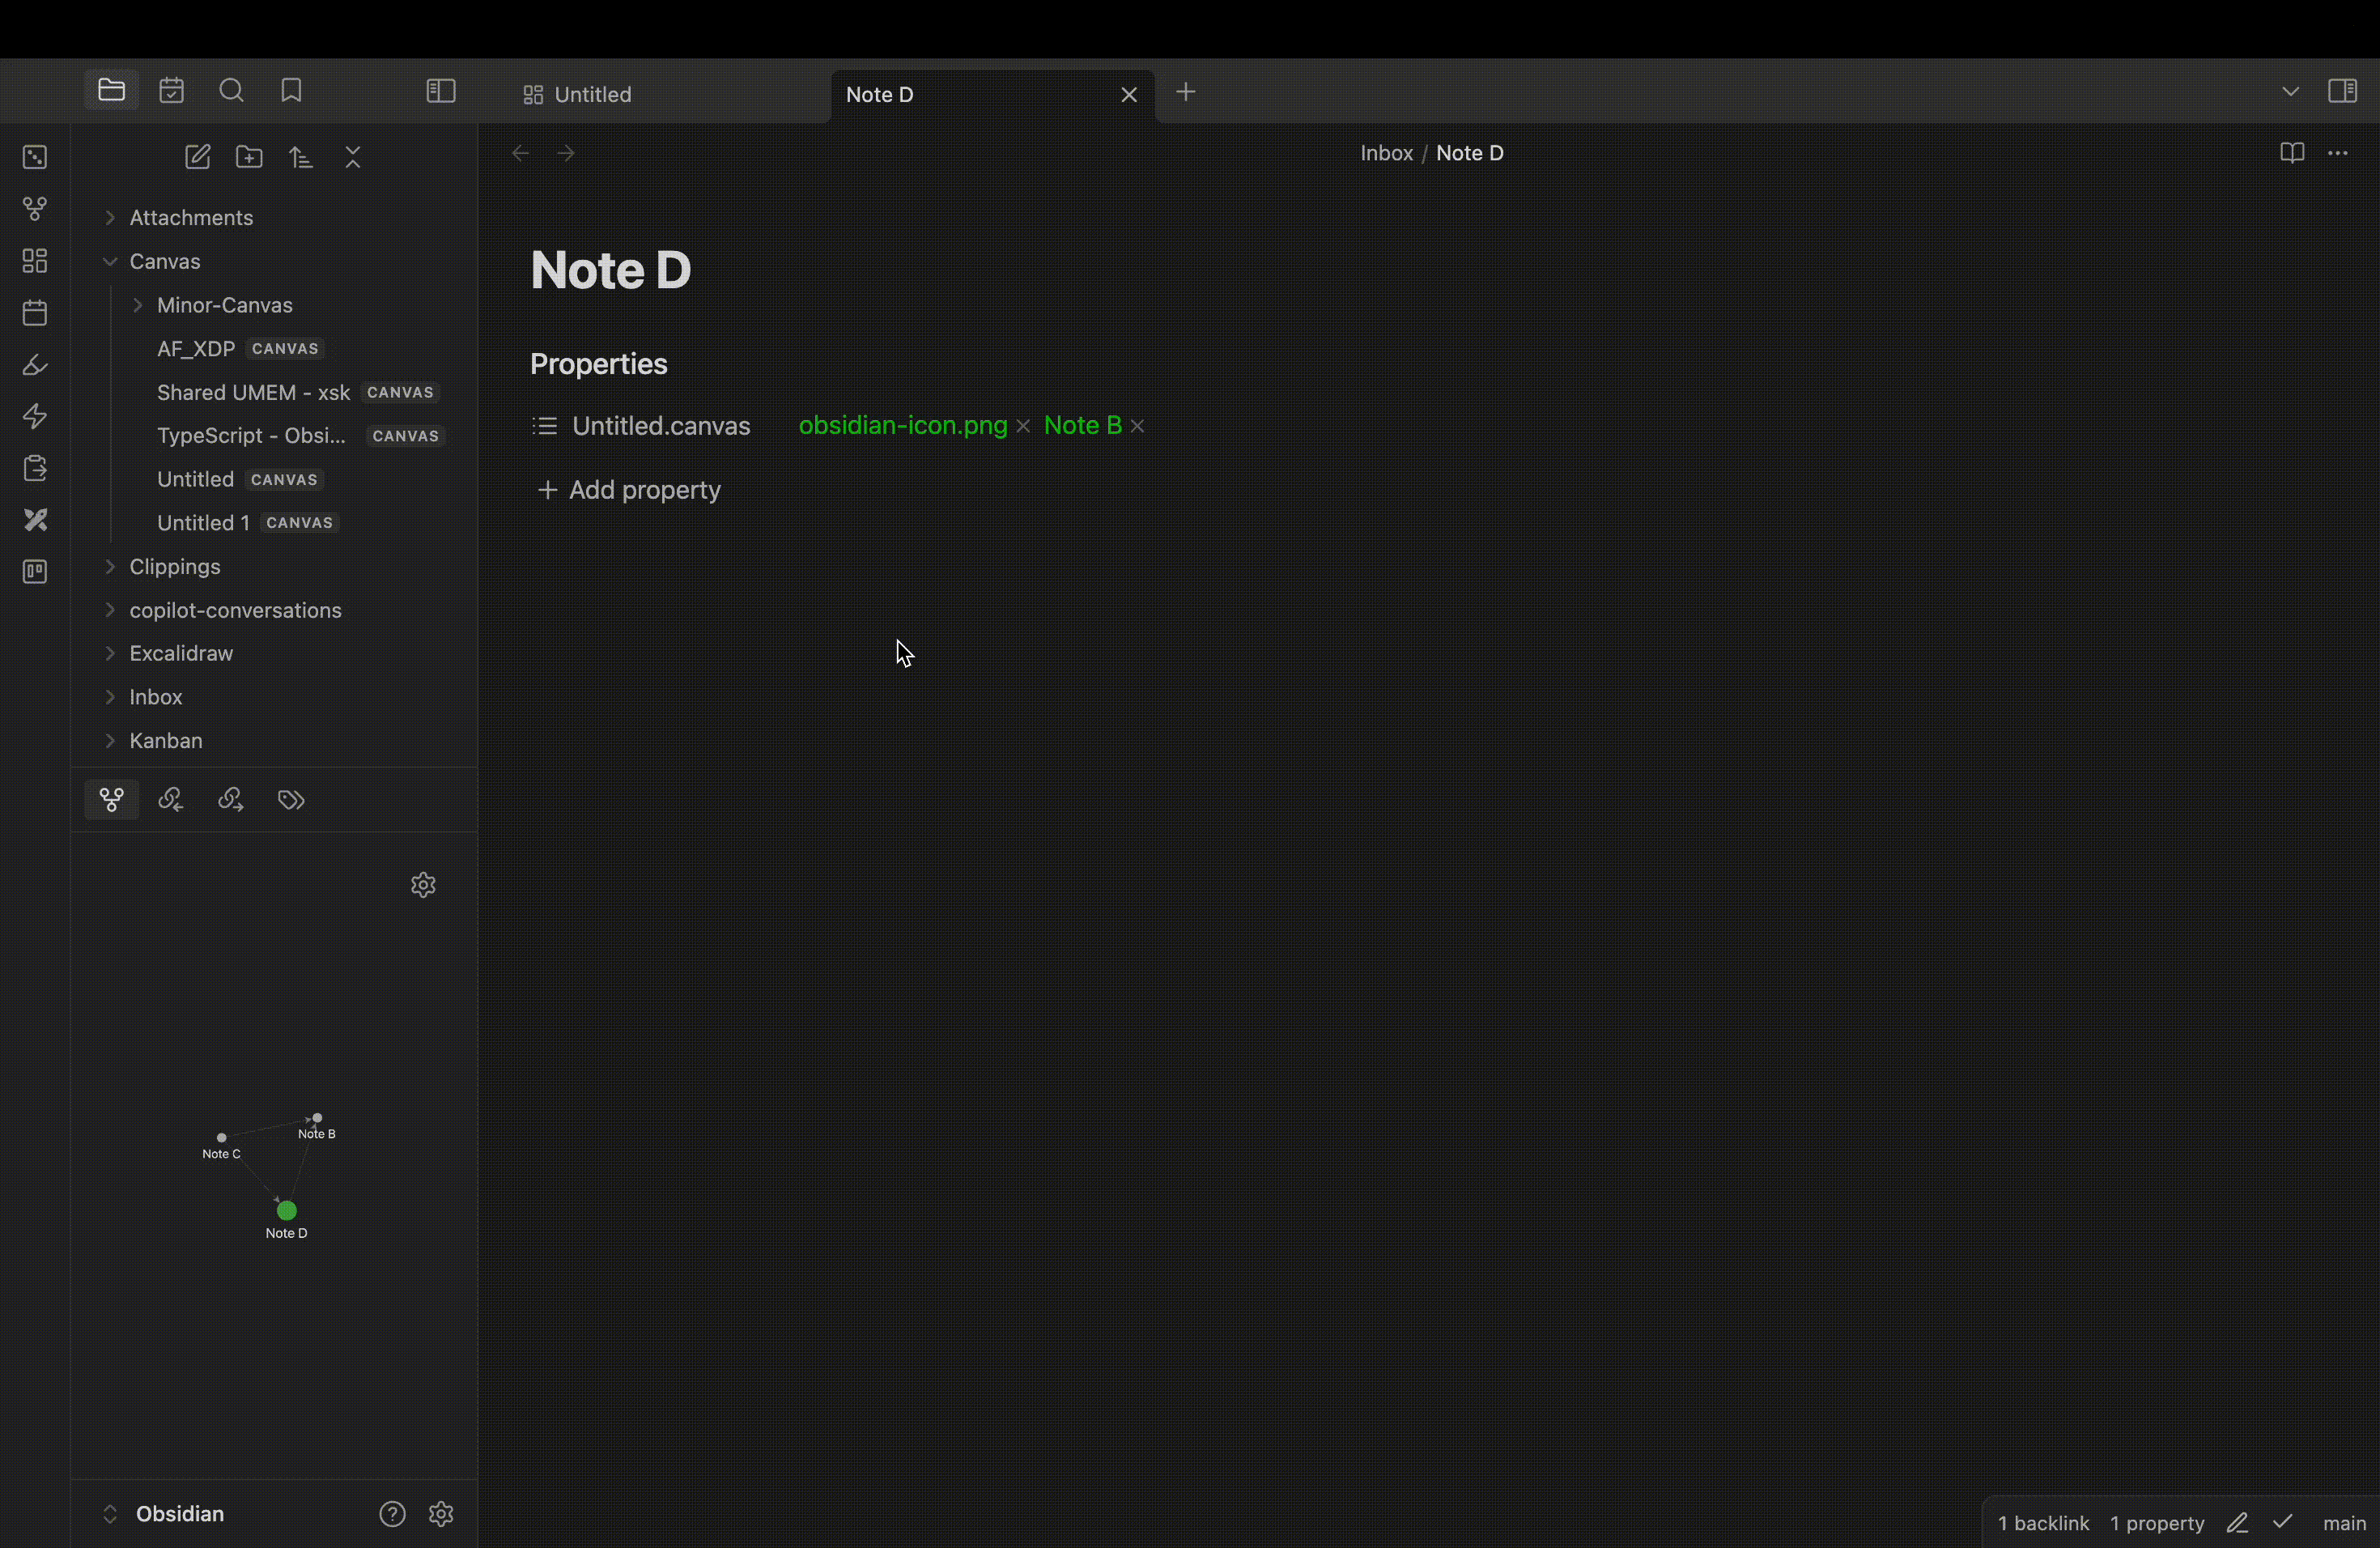 Untitled
Note D
Inbox / Note D
Attachments
Canvas
Minor-Canvas
AF_XDP CANVAS
Shared UMEM - xsk CANVAS
TypeScript - Obsi... CANVAS
Untitled CANVAS
Untitled 1 CANVAS
Clippings
copilot-conversations
Excalidraw
Inbox
Kanban
Note D
Properties
Untitled.canvas obsidian-icon.png Note B
Add property
Note B
Note C
Note D
Obsidian
1 backlink 1 property main